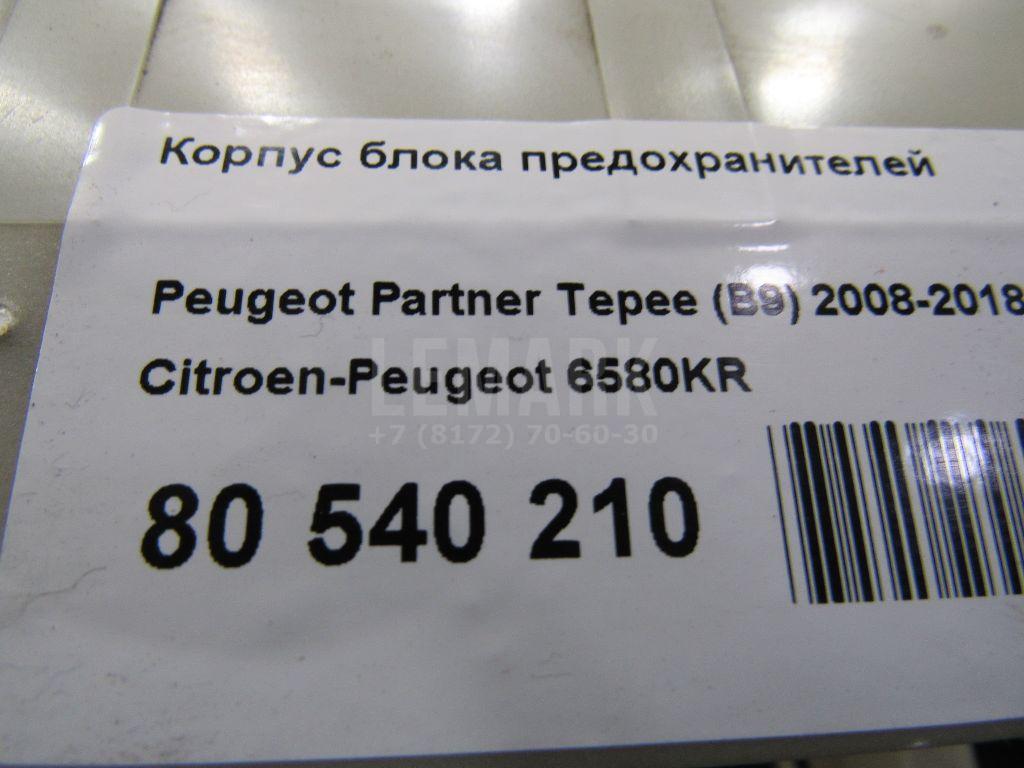 Корпус блока предохранителей
Peugeot Partner Tepee (B9) 2008-2018
Citroen-Peugeot 6580KR
LEMARK
+7 (8172) 70-60-30
80 540 210